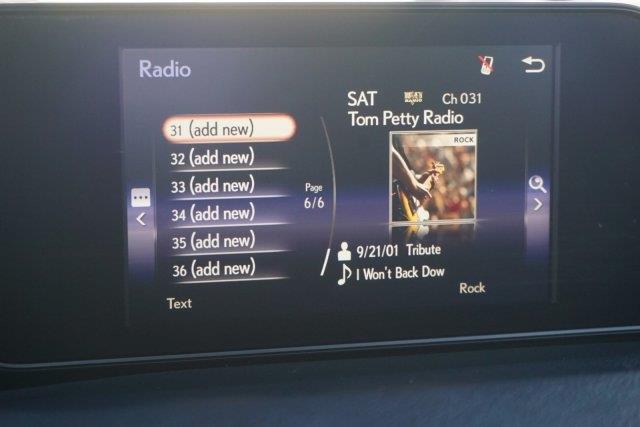 Radio
31 (add new)
32 (add new)
33 (add new)
34 (add new)
35 (add new)
36 (add new)
Page
6/6
Text
SAT
Ch 031
Tom Petty Radio
ROCK
9/21/01 Tribute
I Won't Back Dow
Rock